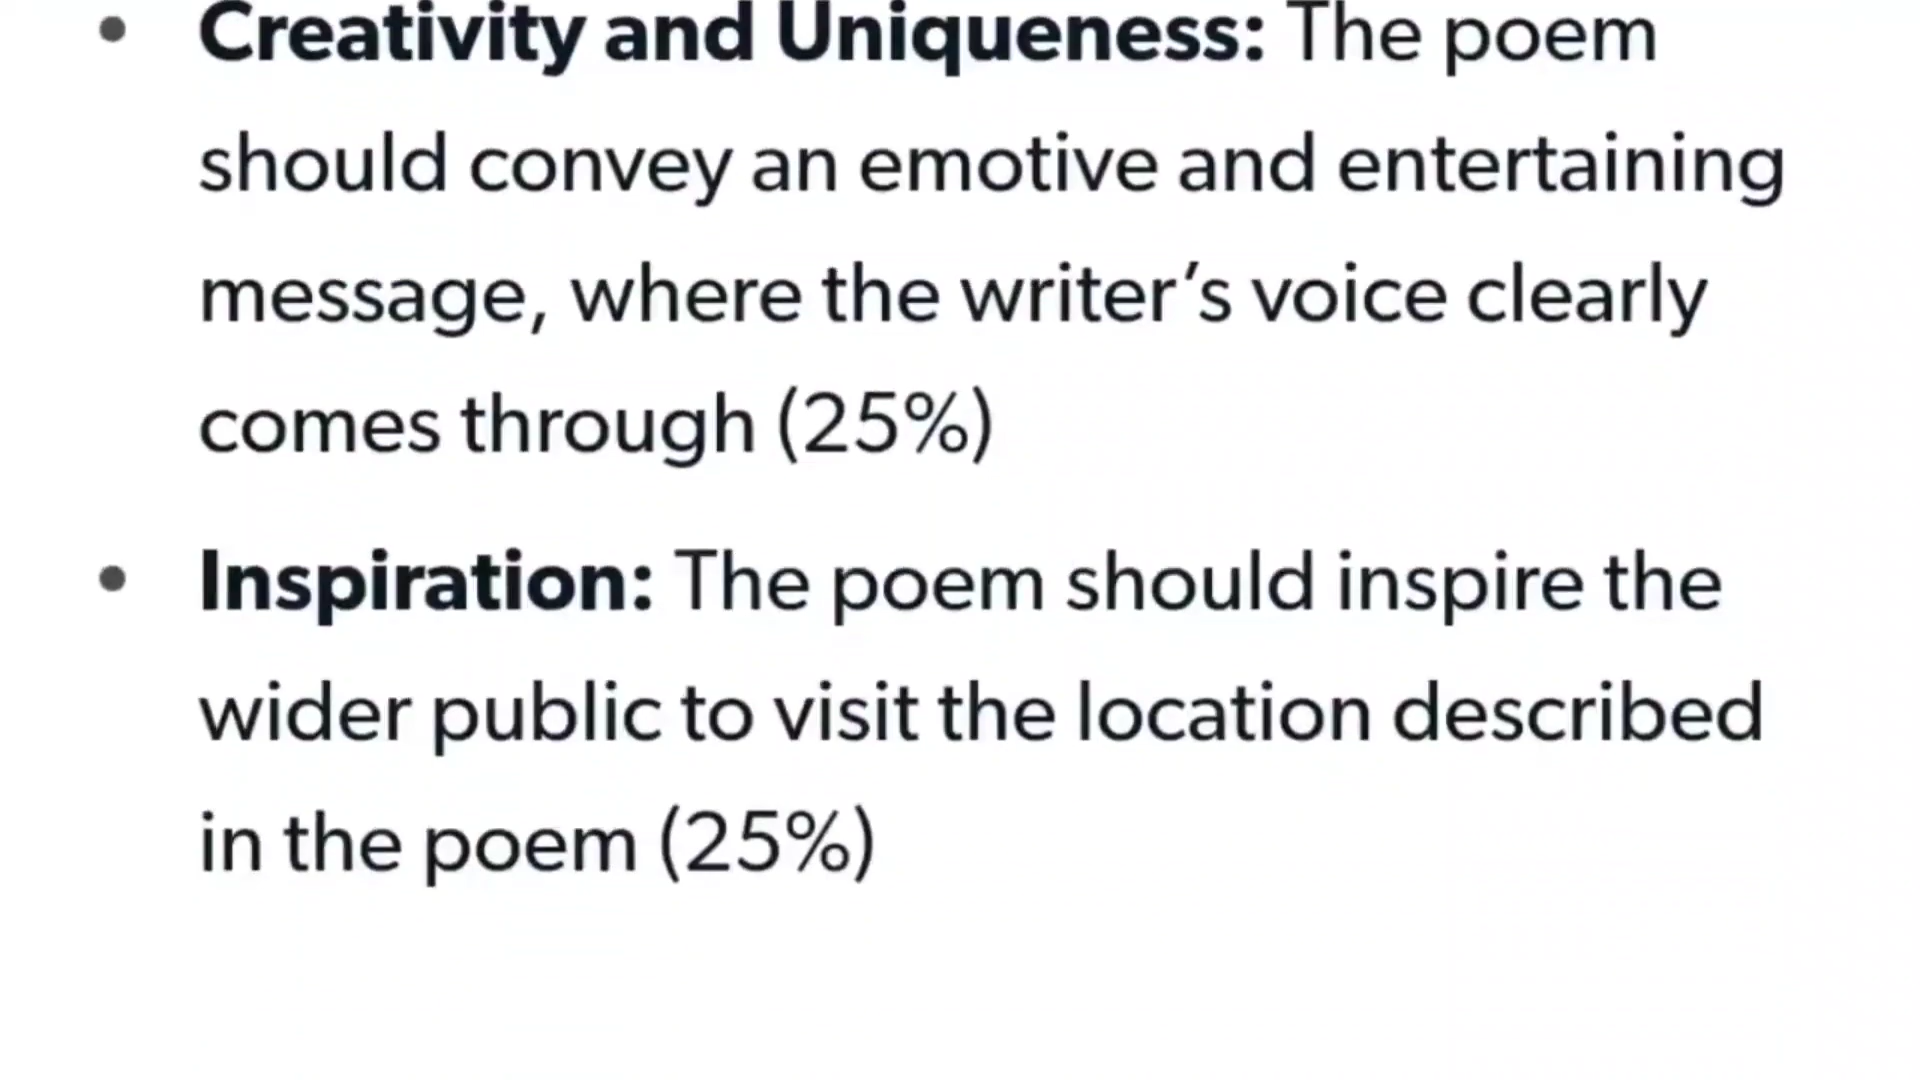 • Creativity and Uniqueness: The poem
should convey an emotive and entertaining
message, where the writer’s voice clearly
comes through (25%)
• Inspiration: The poem should inspire the
wider public to visit the location described
in the poem (25%)